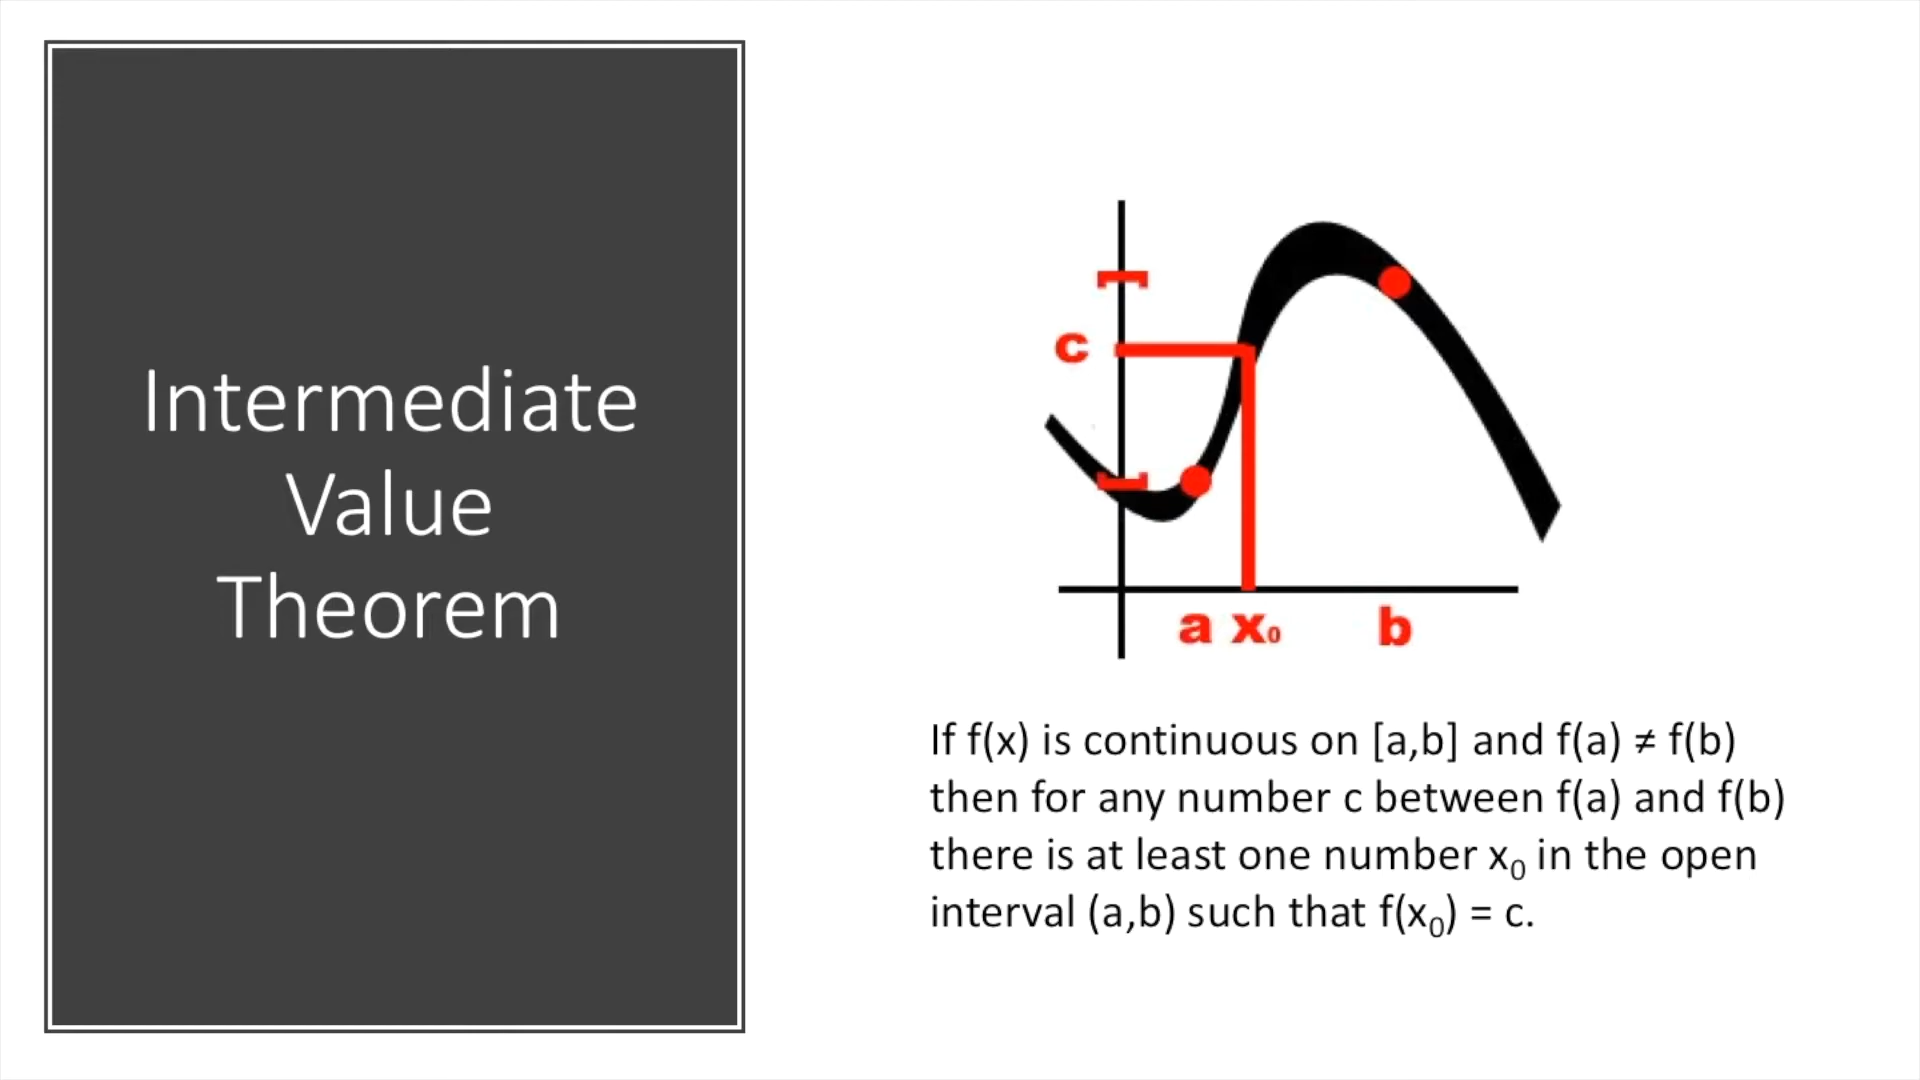 Intermediate
Value
Theorem
c
a x₀ b
If f(x) is continuous on [a,b] and f(a) ≠ f(b)
then for any number c between f(a) and f(b)
there is at least one number x₀ in the open
interval (a,b) such that f(x₀) = c.